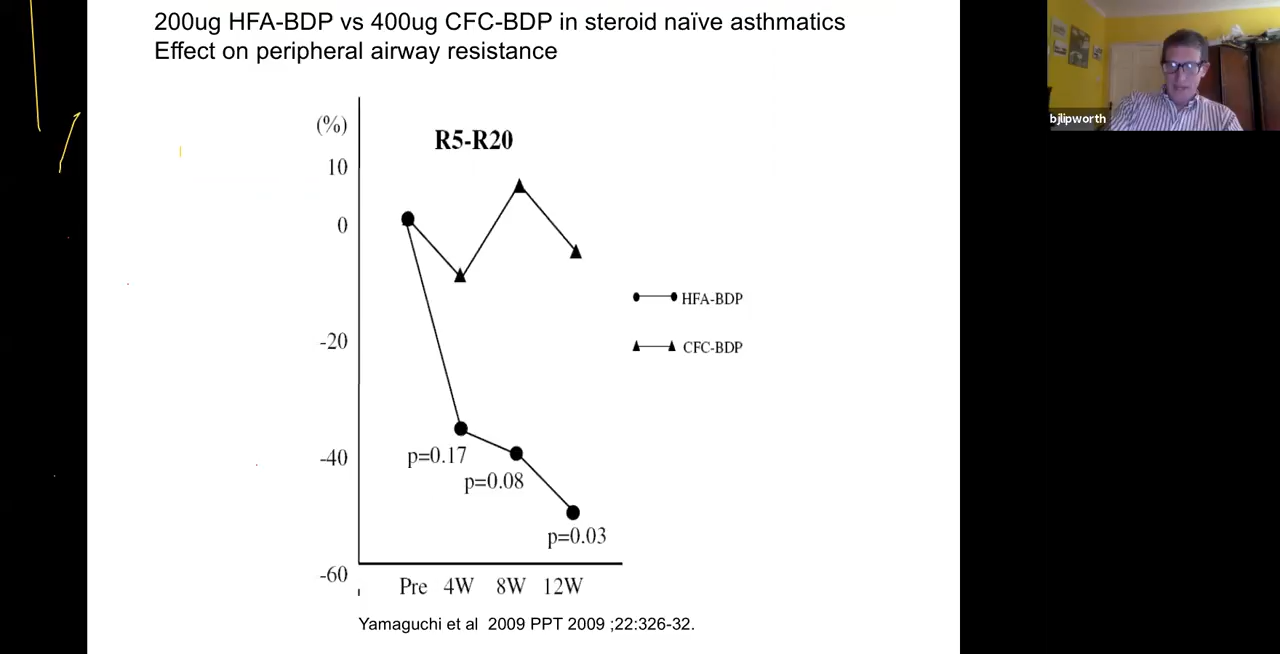 200ug HFA-BDP vs 400ug CFC-BDP in steroid naïve asthmatics
Effect on peripheral airway resistance
bjlipworth
(%)
R5-R20
10
0
-20
-40
-60
HFA-BDP
CFC-BDP
p=0.17
p=0.08
p=0.03
Pre 4W 8W 12W
Yamaguchi et al 2009 PPT 2009 ;22:326-32.